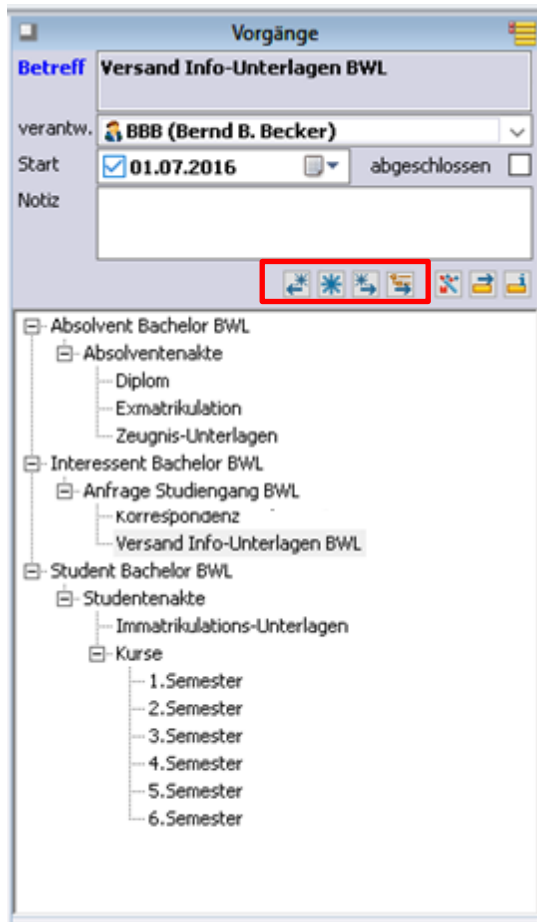 Vorgänge
Betreff Versand Info-Unterlagen BWL
verantw. BBB (Bernd B. Becker)
Start 01.07.2016 abgeschlossen
Notiz
Absolvent Bachelor BWL
Absolventenakte
Diplom
Exmatrikulation
Zeugnis-Unterlagen
Interessent Bachelor BWL
Anfrage Studiengang BWL
Korrespondenz
Versand Info-Unterlagen BWL
Student Bachelor BWL
Studentenakte
Immatrikulations-Unterlagen
Kurse
1.Semester
2.Semester
3.Semester
4.Semester
5.Semester
6.Semester